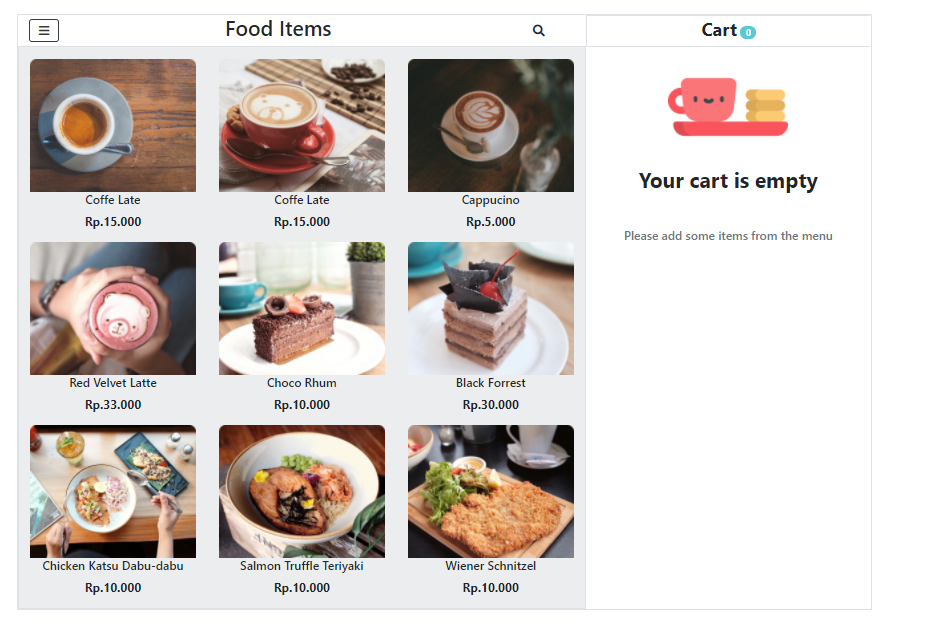 Food Items
Cart 0
Coffe Late
Rp.15.000
Coffe Late
Rp.15.000
Cappucino
Rp.5.000
Red Velvet Latte
Rp.33.000
Choco Rhum
Rp.10.000
Black Forrest
Rp.30.000
Chicken Katsu Dabu-dabu
Rp.10.000
Salmon Truffle Teriyaki
Rp.10.000
Wiener Schnitzel
Rp.10.000
Your cart is empty
Please add some items from the menu